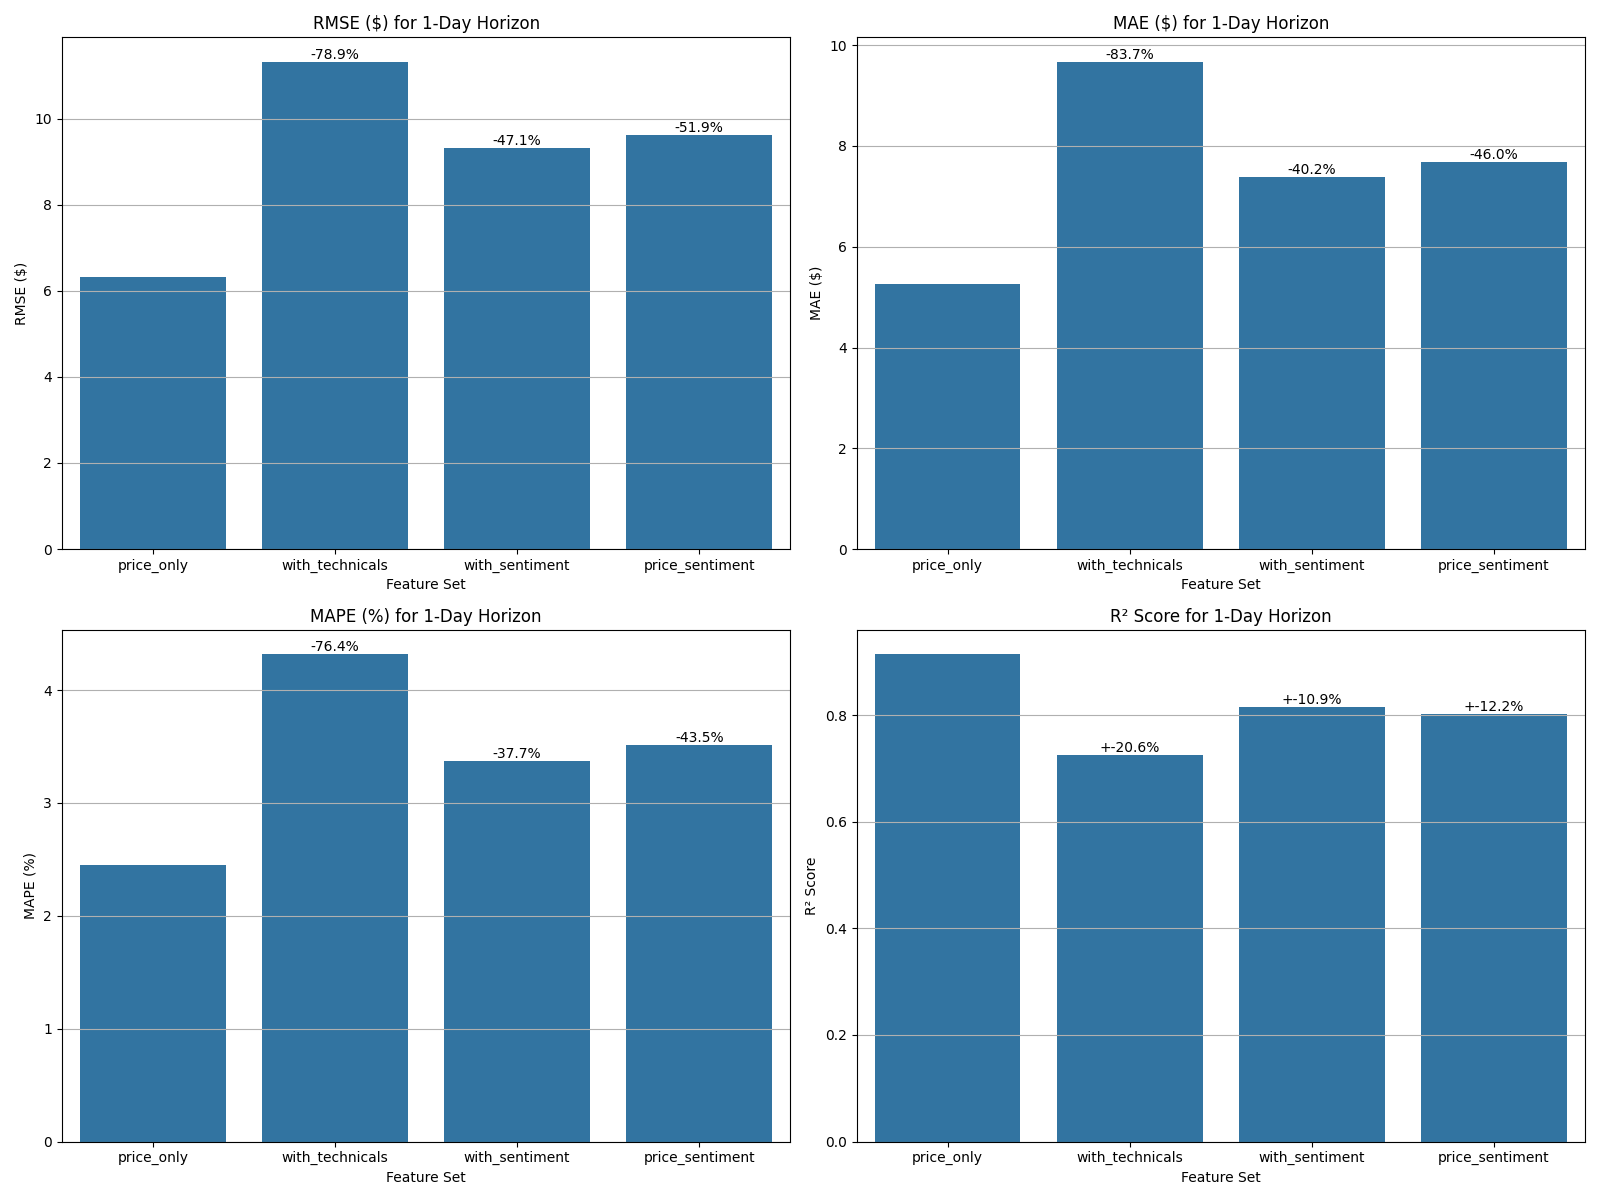 RMSE ($) for 1-Day Horizon
RMSE ($)
10
8
6
4
2
0
-78.9%
-47.1%
-51.9%
price_only with_technicals with_sentiment price_sentiment
Feature Set
MAE ($) for 1-Day Horizon
MAE ($)
10
8
6
4
2
0
-83.7%
-40.2%
-46.0%
price_only with_technicals with_sentiment price_sentiment
Feature Set
MAPE (%) for 1-Day Horizon
MAPE (%)
4
3
2
1
0
-76.4%
-37.7%
-43.5%
price_only with_technicals with_sentiment price_sentiment
Feature Set
R² Score for 1-Day Horizon
R² Score
0.8
0.6
0.4
0.2
0.0
+-20.6%
+-10.9%
+-12.2%
price_only with_technicals with_sentiment price_sentiment
Feature Set